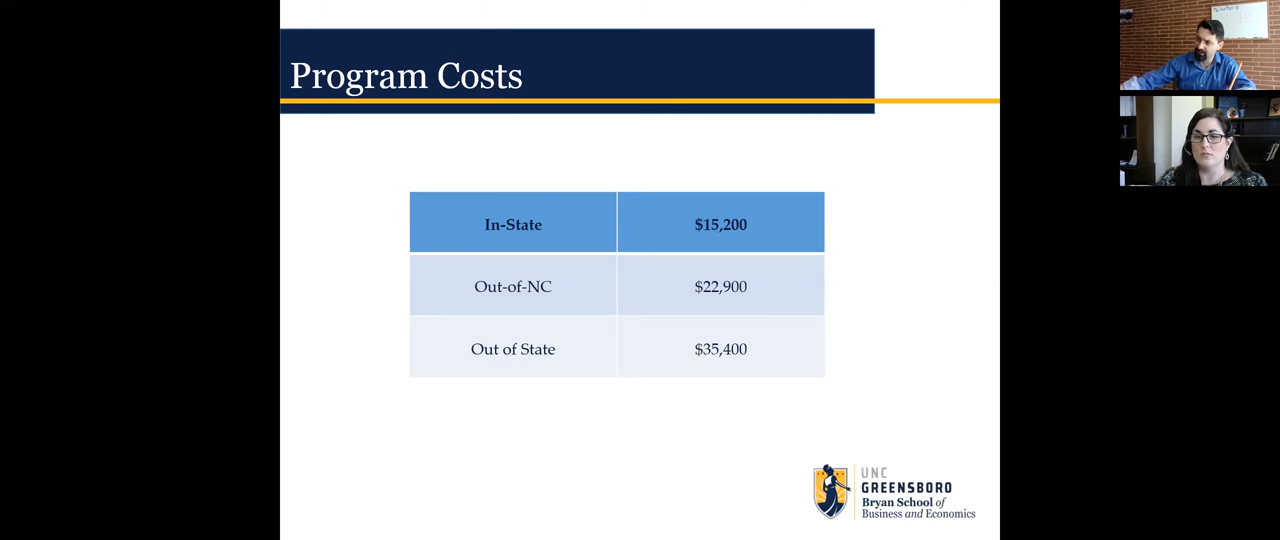 Program Costs
In-State $15,200
Out-of-NC $22,900
Out of State $35,400
UNC
GREENSBORO
Bryan School of
Business and Economics